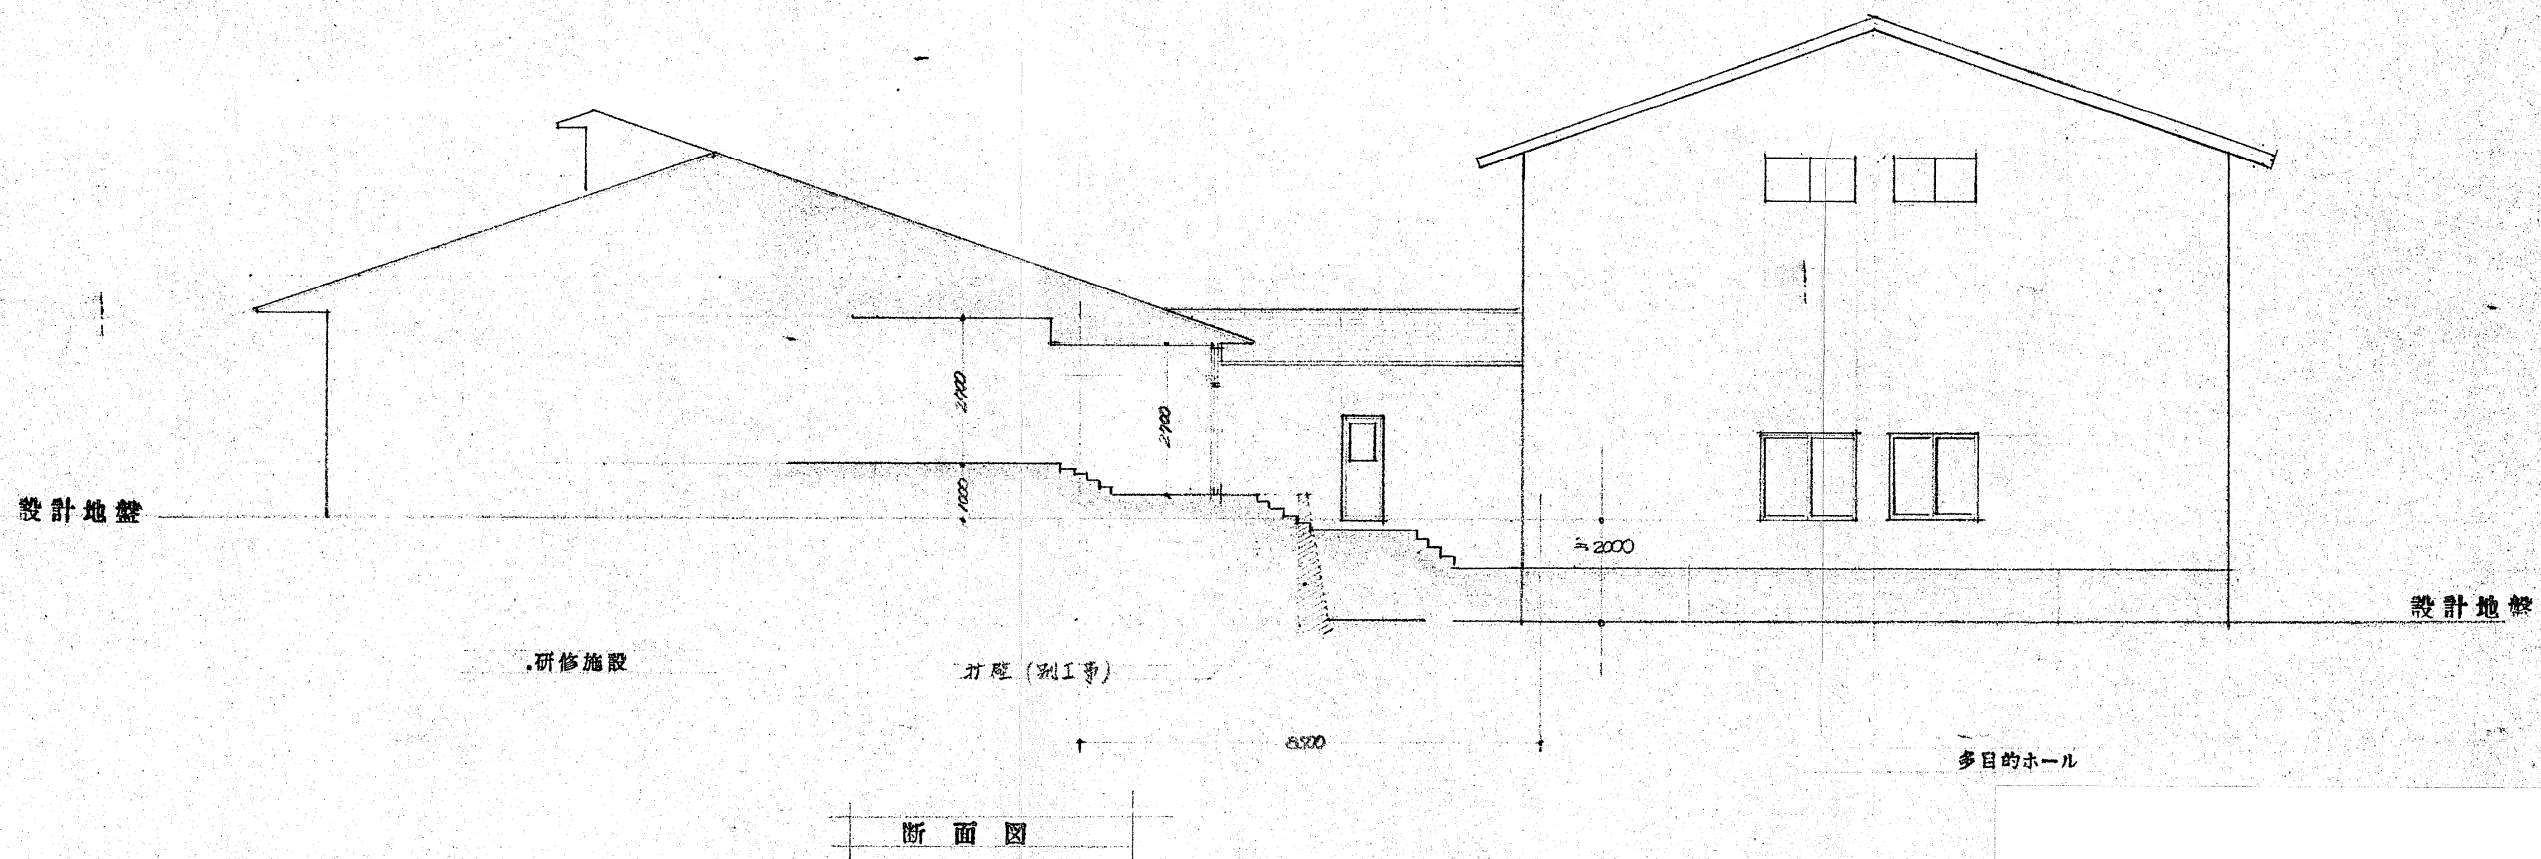 2700
2700
+1000
設計地盤
≒2000
設計地盤
研修施設
擁壁 (別工事)
8500
多目的ホール
断面図